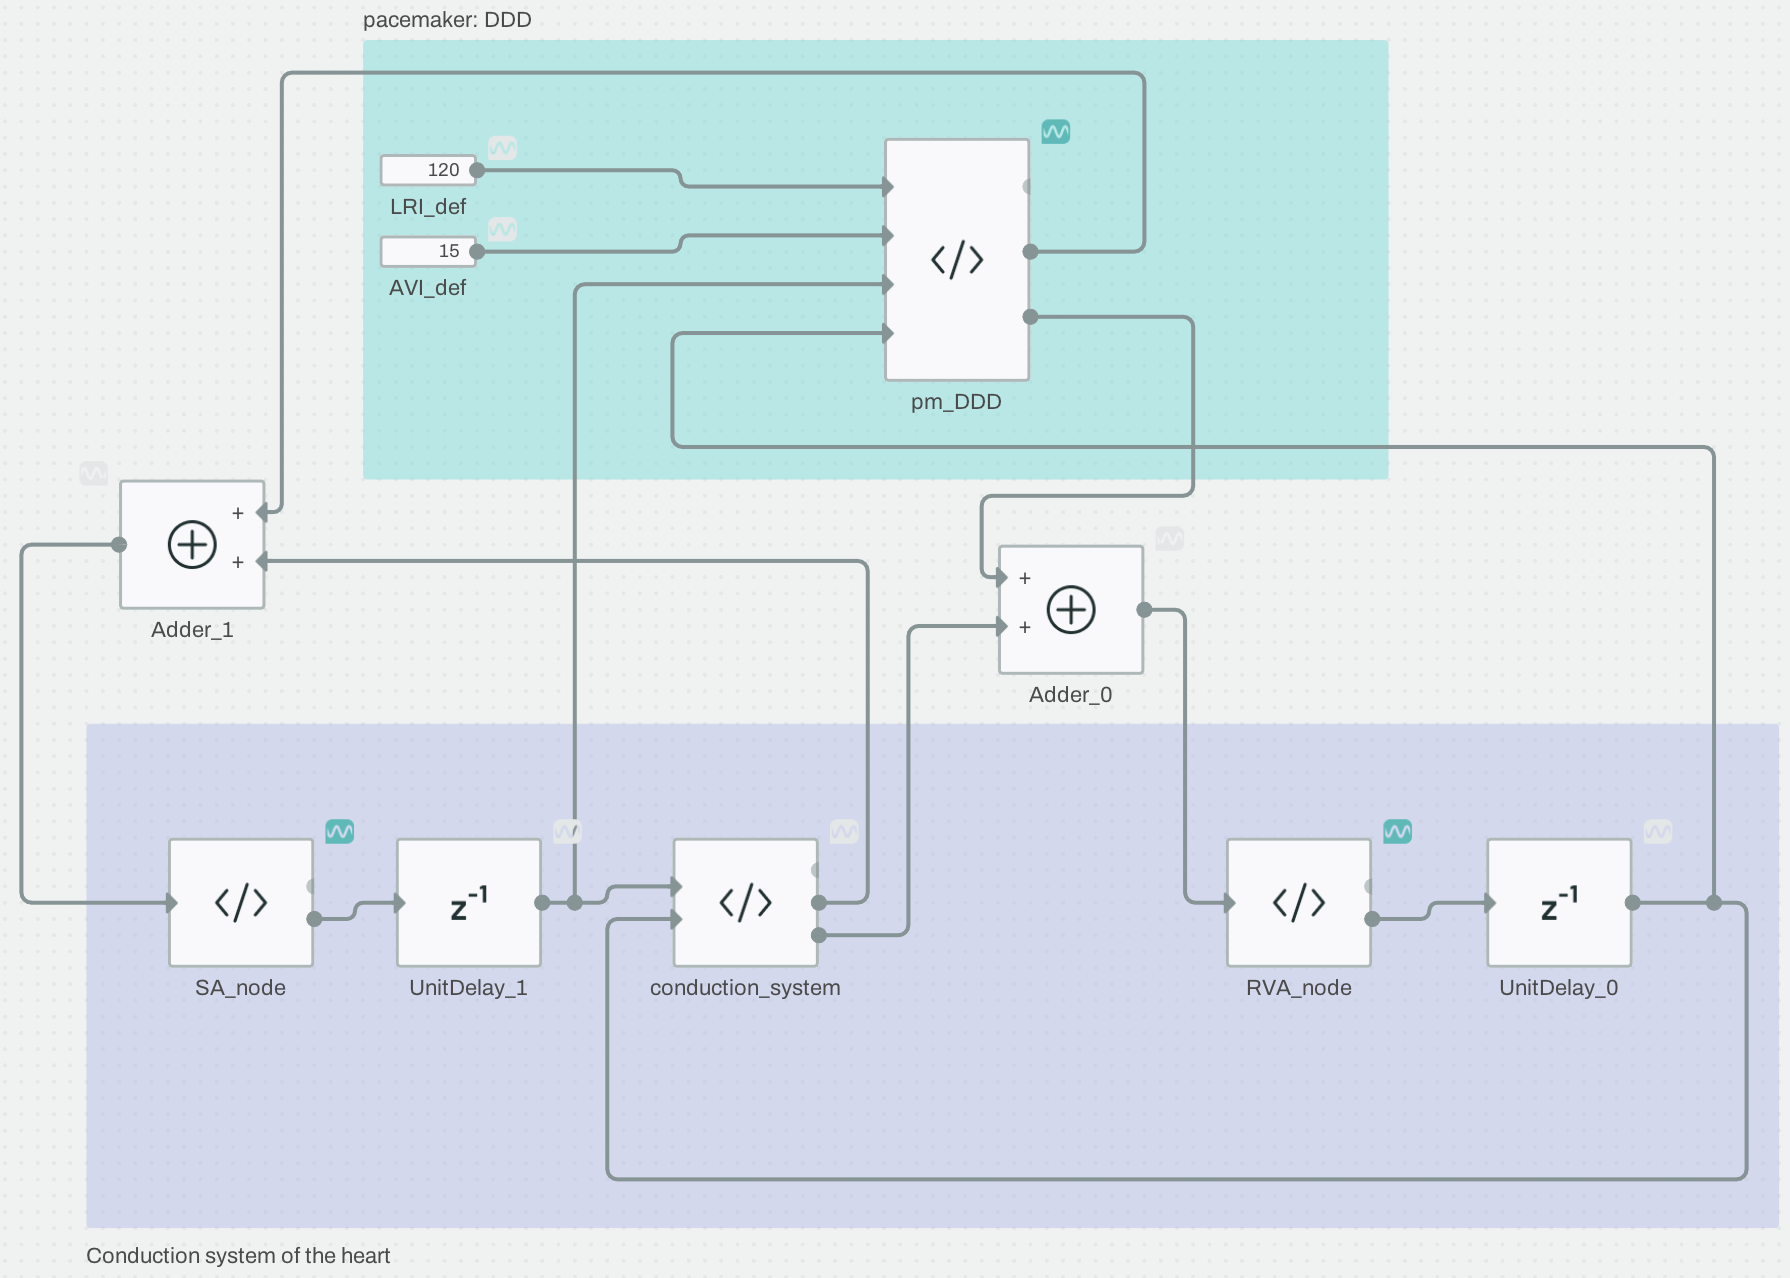 pacemaker: DDD
120
LRI_def
15
AVI_def
</>
pm_DDD
+
+
Adder_1
+
+
Adder_0
</>
SA_node
z⁻¹
UnitDelay_1
</>
conduction_system
</>
RVA_node
z⁻¹
UnitDelay_0
Conduction system of the heart